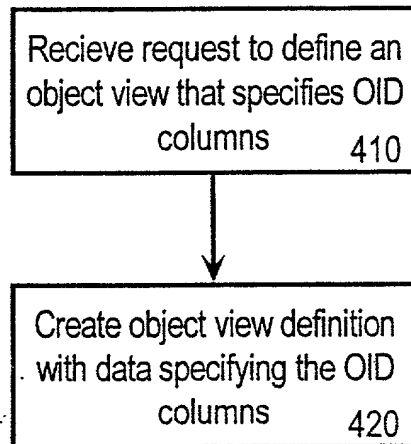 Recieve request to define an
object view that specifies OID
columns 410
Create object view definition
with data specifying the OID
columns 420